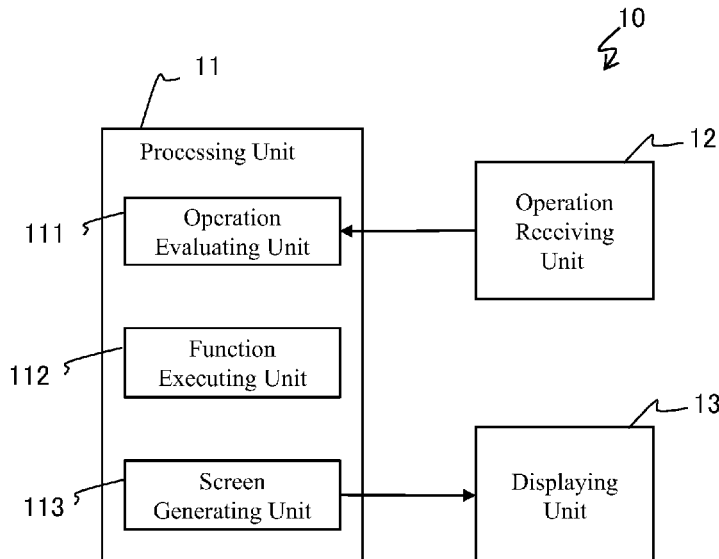 10
11
12
Processing Unit
111
Operation
Evaluating Unit
Operation
Receiving
Unit
112
Function
Executing Unit
13
113
Screen
Generating Unit
Displaying
Unit